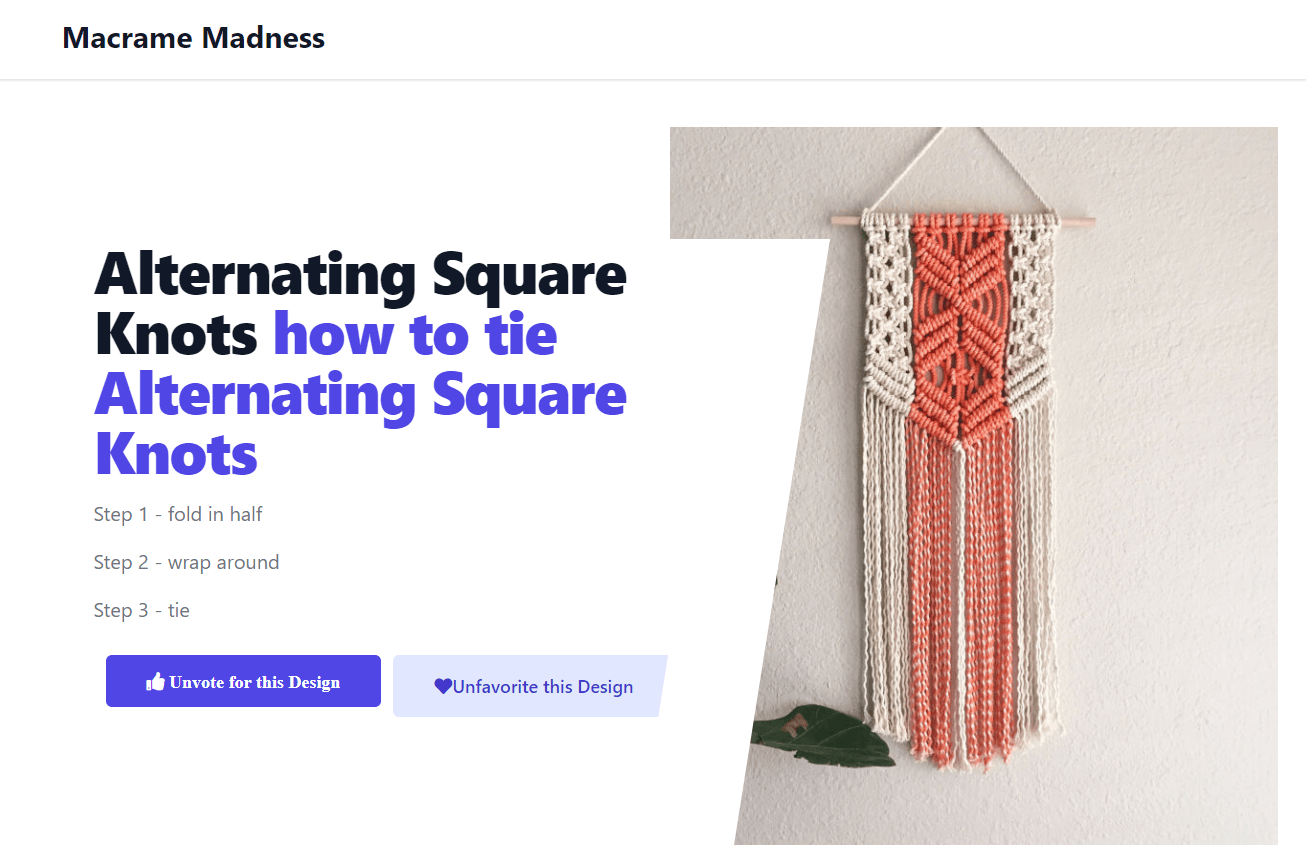 Macrame Madness
Alternating Square
Knots how to tie
Alternating Square
Knots
Step 1 - fold in half
Step 2 - wrap around
Step 3 - tie
Unvote for this Design
Unfavorite this Design